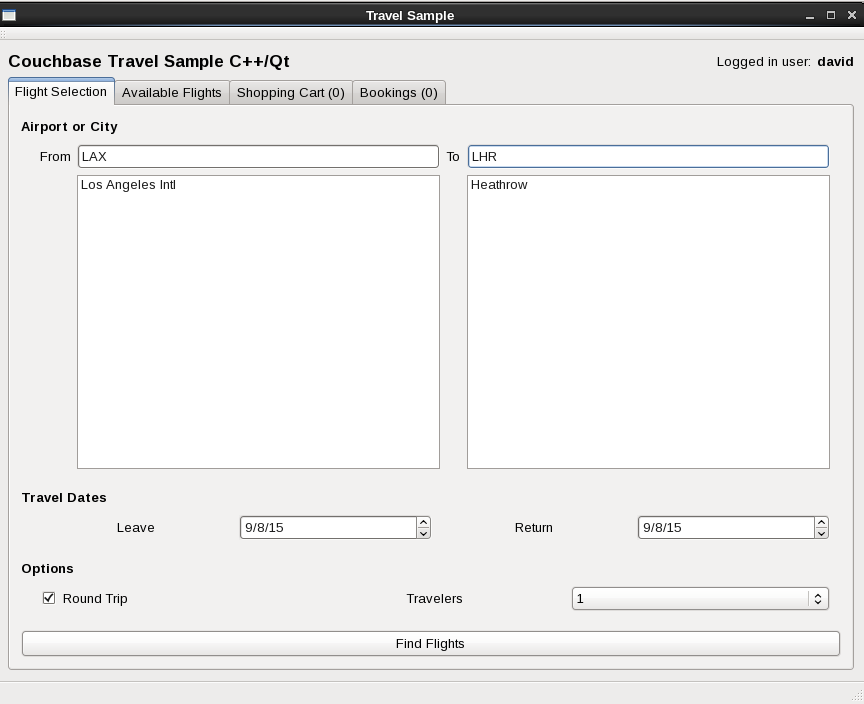 Travel Sample
Couchbase Travel Sample C++/Qt
Logged in user: david
Flight Selection Available Flights Shopping Cart (0) Bookings (0)
Airport or City
From LAX To LHR
Los Angeles Intl Heathrow
Travel Dates
Leave 9/8/15 Return 9/8/15
Options
Round Trip Travelers 1
Find Flights